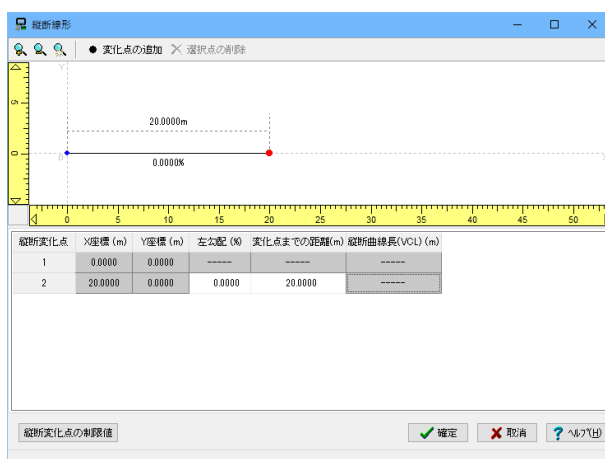 縦断線形
変化点の追加 選択点の削除
Y
5
20.0000m
0
0
0.0000%
0 5 10 15 20 25 30 35 40 45 50
縦断変化点 X座標 (m) Y座標 (m) 左勾配 (%) 変化点までの距離(m) 縦断曲線長(VCL) (m)
1 0.0000 0.0000 ----- ----- -----
2 20.0000 0.0000 0.0000 20.0000 -----
縦断変化点の制限値 確定 取消 ? ヘルプ(H)